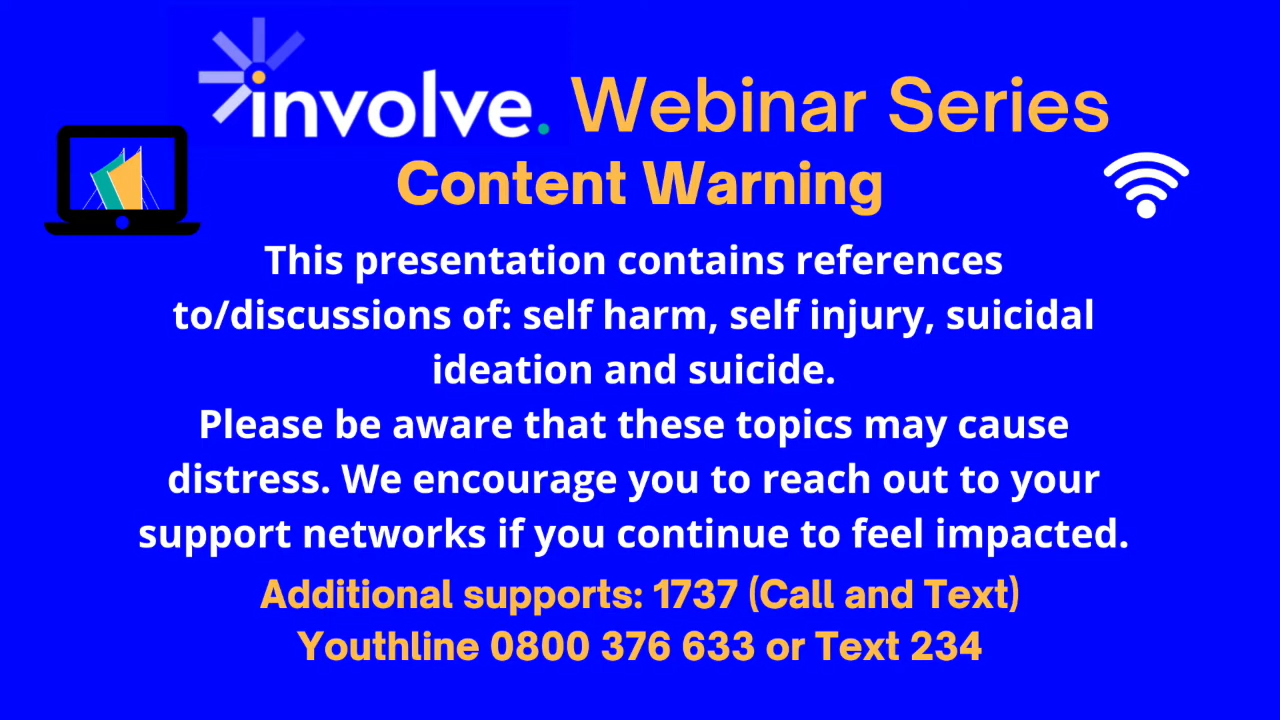 involve. Webinar Series
Content Warning
This presentation contains references
to/discussions of: self harm, self injury, suicidal
ideation and suicide.
Please be aware that these topics may cause
distress. We encourage you to reach out to your
support networks if you continue to feel impacted.
Additional supports: 1737 (Call and Text)
Youthline 0800 376 633 or Text 234